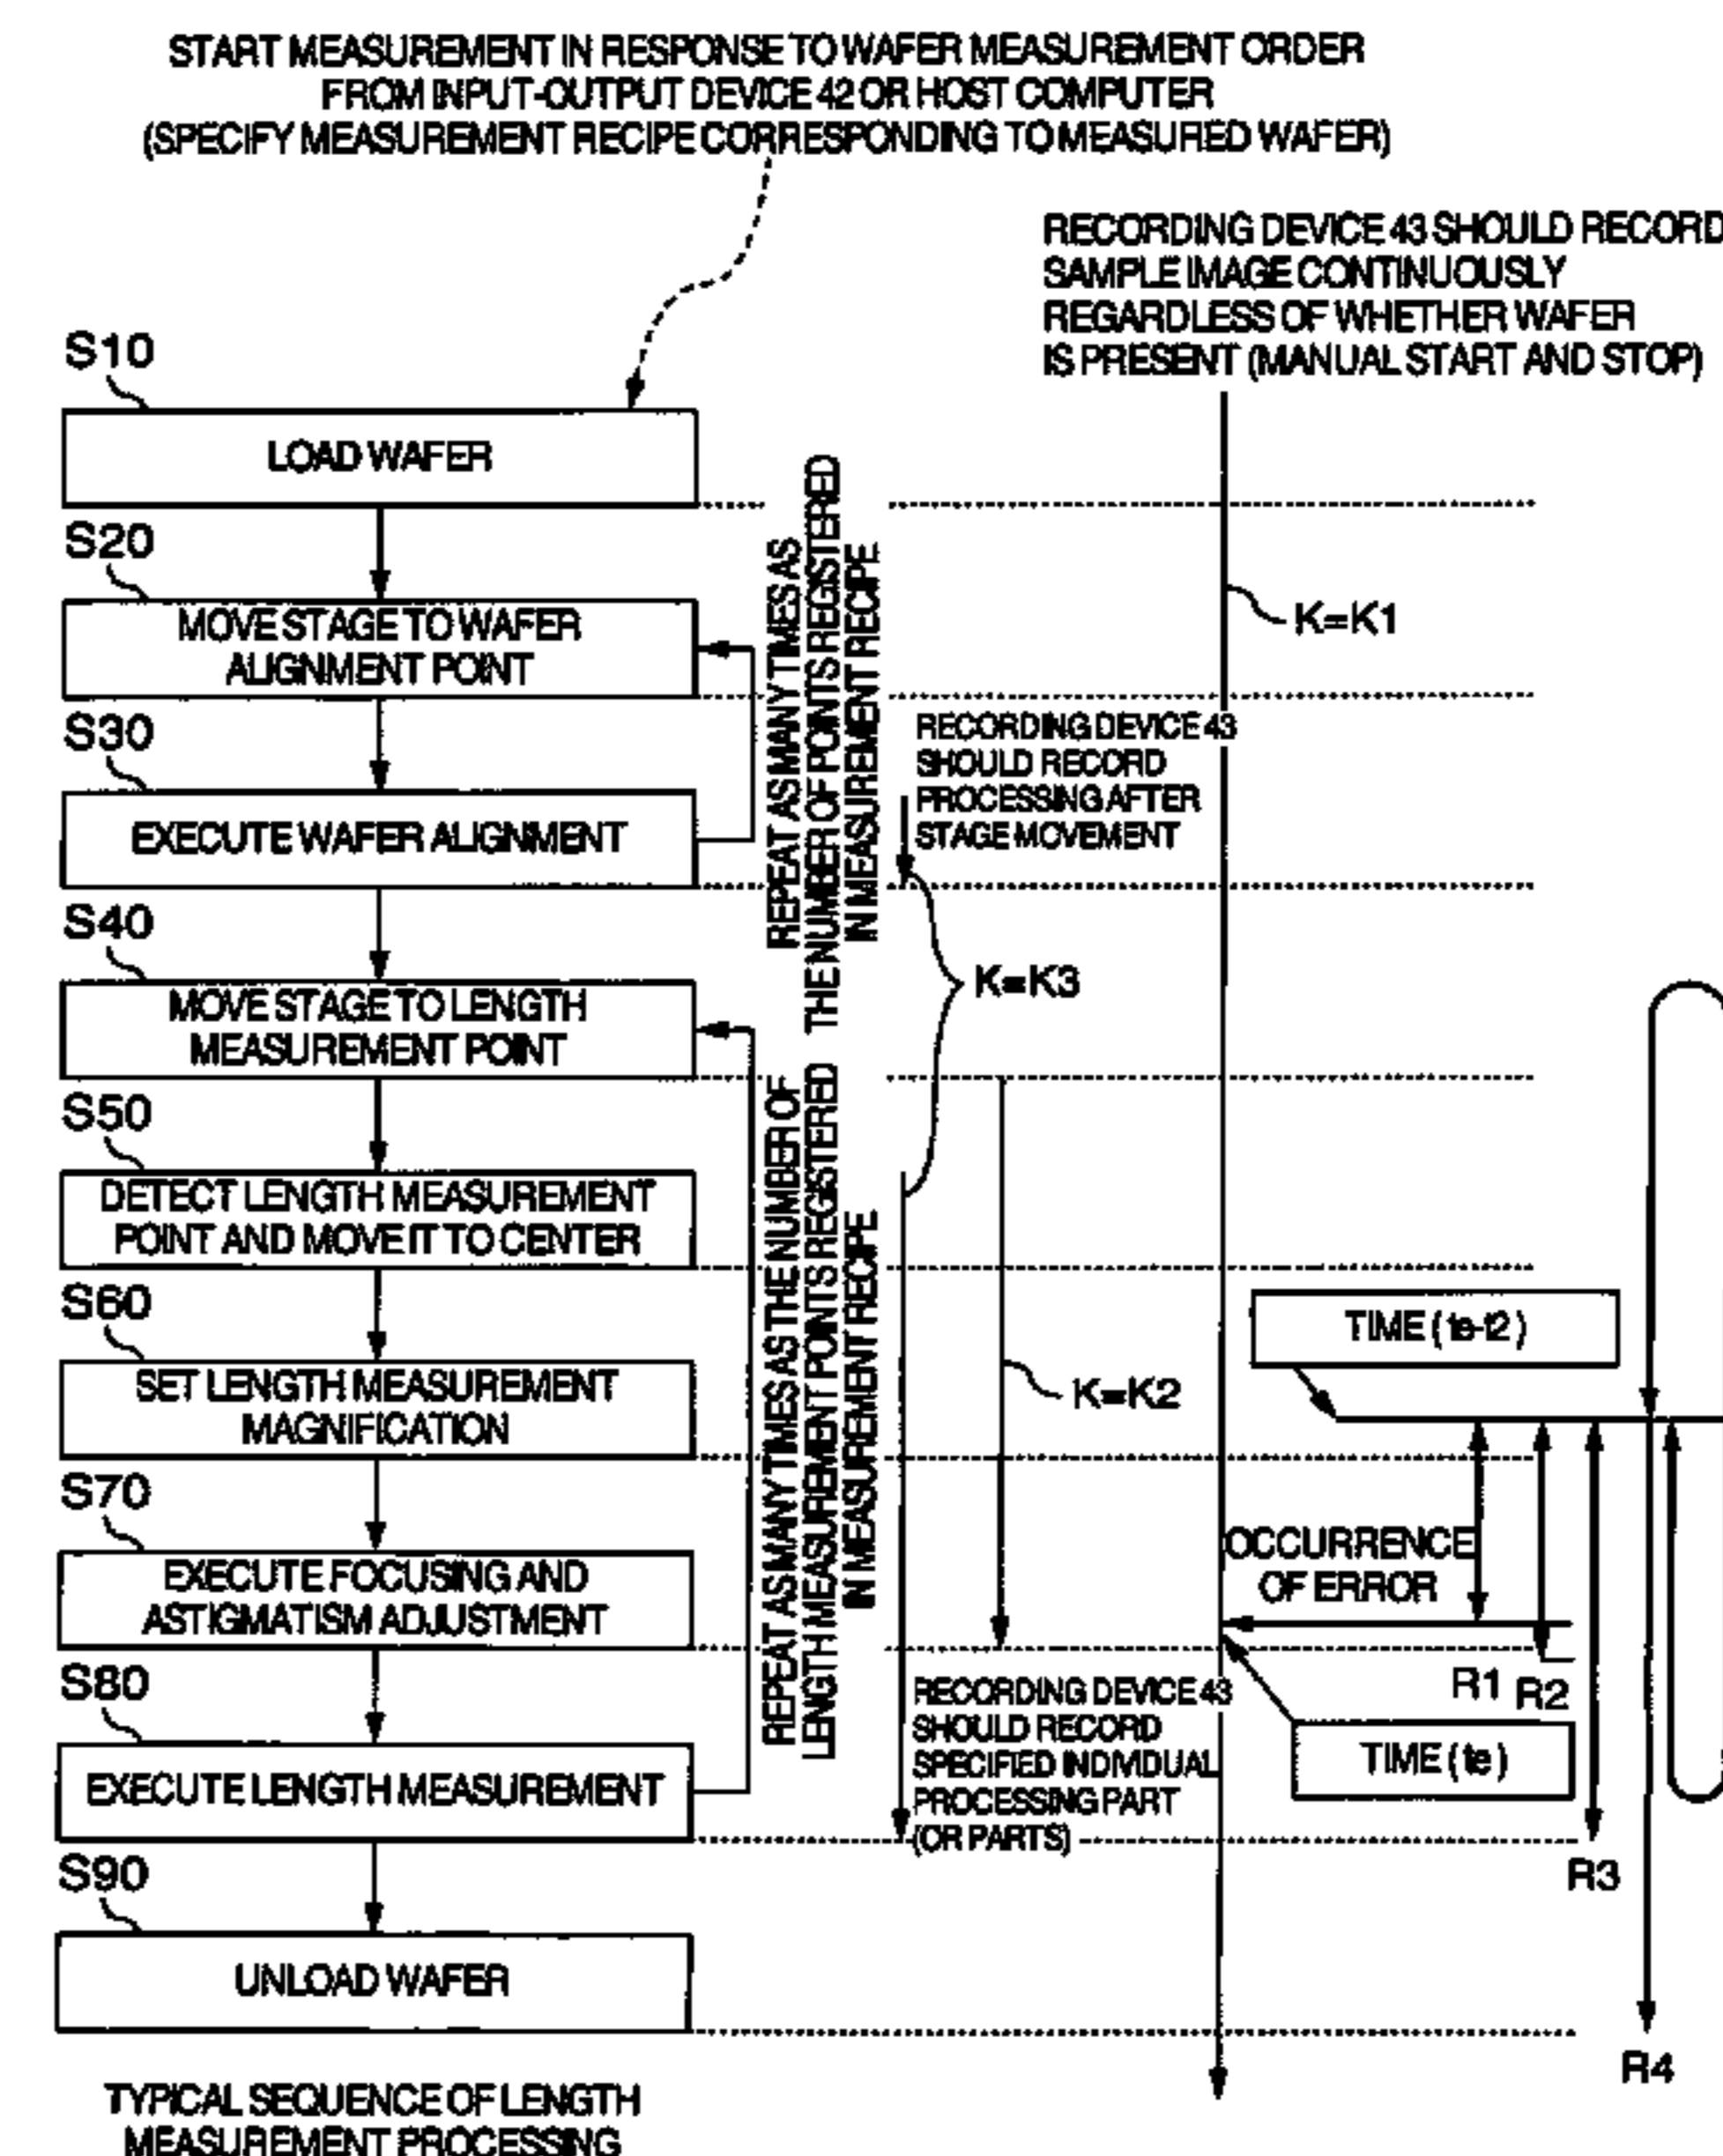 START MEASUREMENT IN RESPONSE TO WAFER MEASUREMENT ORDER
FROM INPUT-OUTPUT DEVICE 42 OR HOST COMPUTER
(SPECIFY MEASUREMENT RECIPE CORRESPONDING TO MEASURED WAFER)
RECORDING DEVICE 43 SHOULD RECORD
SAMPLE IMAGE CONTINUOUSLY
REGARDLESS OF WHETHER WAFER
IS PRESENT (MANUAL START AND STOP)
S10
LOAD WAFER
S20
MOVE STAGE TO WAFER
ALIGNMENT POINT
S30
EXECUTE WAFER ALIGNMENT
REPEAT AS MANY TIMES AS
THE NUMBER OF POINTS REGISTERED
IN MEASUREMENT RECIPE
K=K1
RECORDING DEVICE 43
SHOULD RECORD
PROCESSING AFTER
STAGE MOVEMENT
K=K3
S40
MOVE STAGE TO LENGTH
MEASUREMENT POINT
S50
DETECT LENGTH MEASUREMENT
POINT AND MOVE IT TO CENTER
S60
SET LENGTH MEASUREMENT
MAGNIFICATION
S70
EXECUTE FOCUSING AND
ASTIGMATISM ADJUSTMENT
S80
EXECUTE LENGTH MEASUREMENT
REPEAT AS MANY TIMES AS THE NUMBER OF
LENGTH MEASUREMENT POINTS REGISTERED
IN MEASUREMENT RECIPE
K=K2
TIME (te-t2)
OCCURRENCE
OF ERROR
R1
R2
TIME (te)
RECORDING DEVICE 43
SHOULD RECORD
SPECIFIED INDIVIDUAL
PROCESSING PART
(OR PARTS)
R3
S90
UNLOAD WAFER
R4
TYPICAL SEQUENCE OF LENGTH
MEASUREMENT PROCESSING